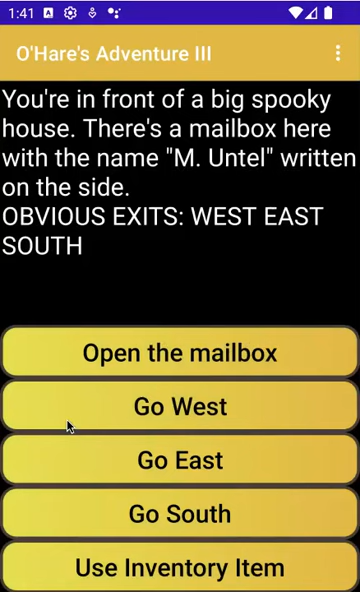 1:41
O'Hare's Adventure III
You're in front of a big spooky
house. There's a mailbox here
with the name "M. Untel" written
on the side.
OBVIOUS EXITS: WEST EAST
SOUTH
Open the mailbox
Go West
Go East
Go South
Use Inventory Item